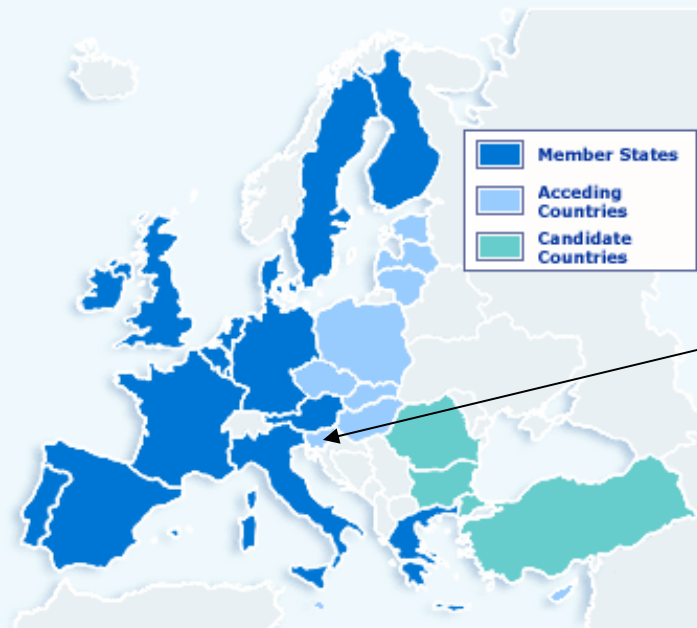 Member States
Acceding
Countries
Candidate
Countries